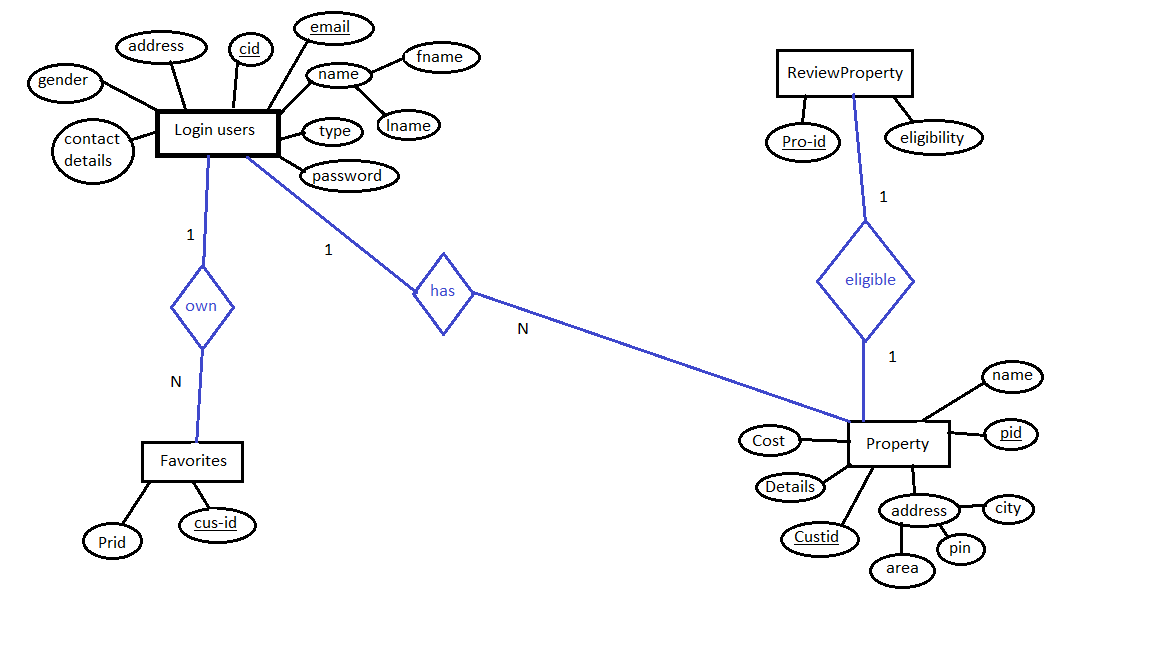 email
address
cid
fname
gender
name
ReviewProperty
Login users
type
lname
contact
details
Pro-id
eligibility
password
1
1
1
eligible
own
has
N
1
N
name
Cost
Property
pid
Favorites
Details
cus-id
address
city
Prid
Custid
pin
area